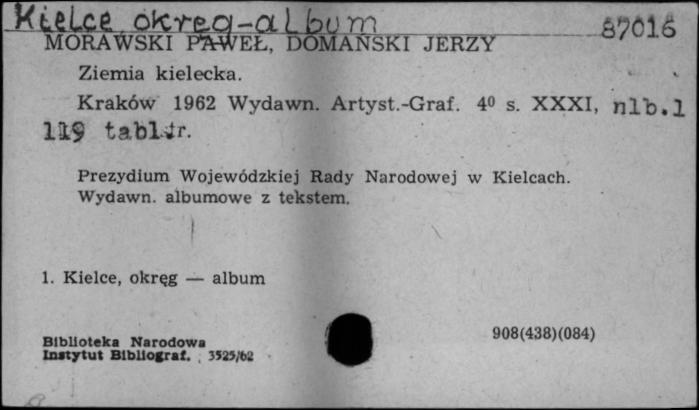 Kielce okręg-album 87016
MORAWSKI PAWEŁ, DOMAŃSKI JERZY
Ziemia kielecka.
Kraków 1962 Wydawn. Artyst.-Graf. 4⁰ s. XXXI, nlb.1
119 tabl. r.
Prezydium Wojewódzkiej Rady Narodowej w Kielcach.
Wydawn. albumowe z tekstem.
1. Kielce, okręg — album
908(438)(084)
Biblioteka Narodowa
Instytut Bibliograf. 3525/62